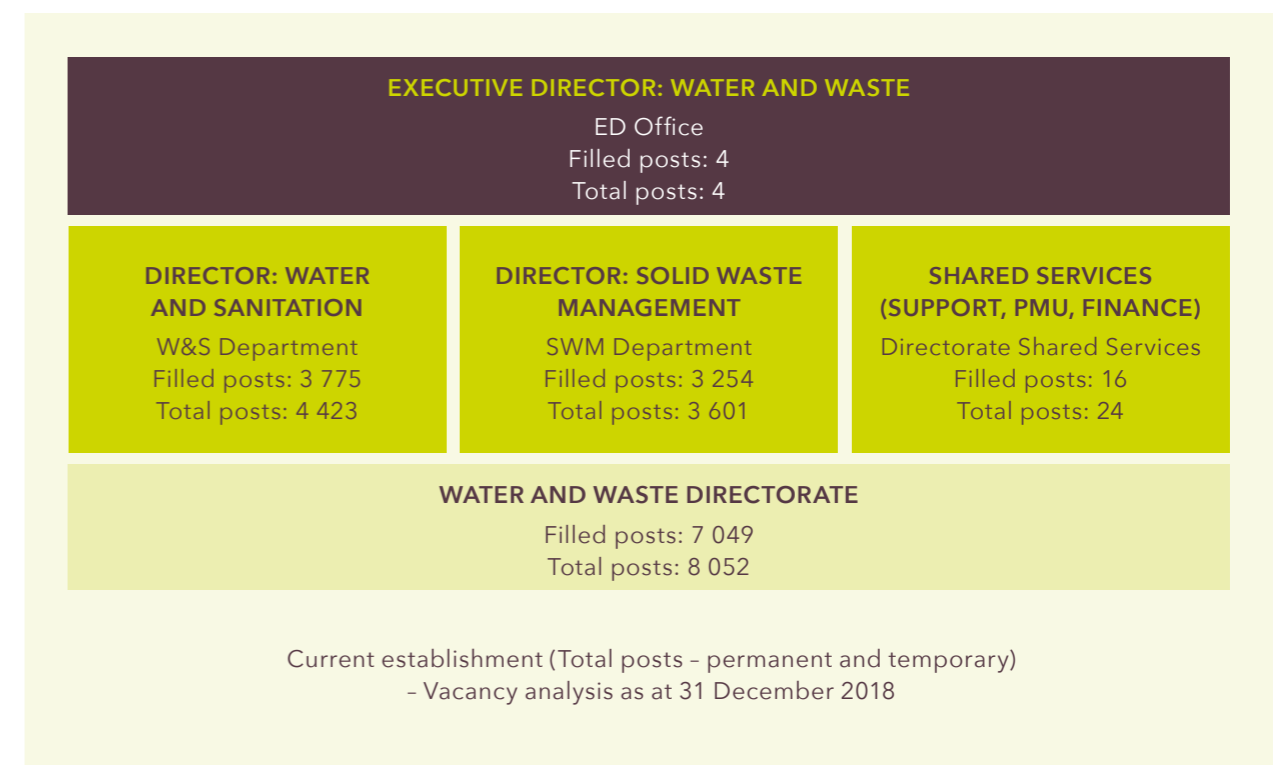 EXECUTIVE DIRECTOR: WATER AND WASTE
ED Office
Filled posts: 4
Total posts: 4
DIRECTOR: WATER
AND SANITATION
W&S Department
Filled posts: 3 775
Total posts: 4 423
DIRECTOR: SOLID WASTE
MANAGEMENT
SWM Department
Filled posts: 3 254
Total posts: 3 601
SHARED SERVICES
(SUPPORT, PMU, FINANCE)
Directorate Shared Services
Filled posts: 16
Total posts: 24
WATER AND WASTE DIRECTORATE
Filled posts: 7 049
Total posts: 8 052
Current establishment (Total posts – permanent and temporary)
– Vacancy analysis as at 31 December 2018